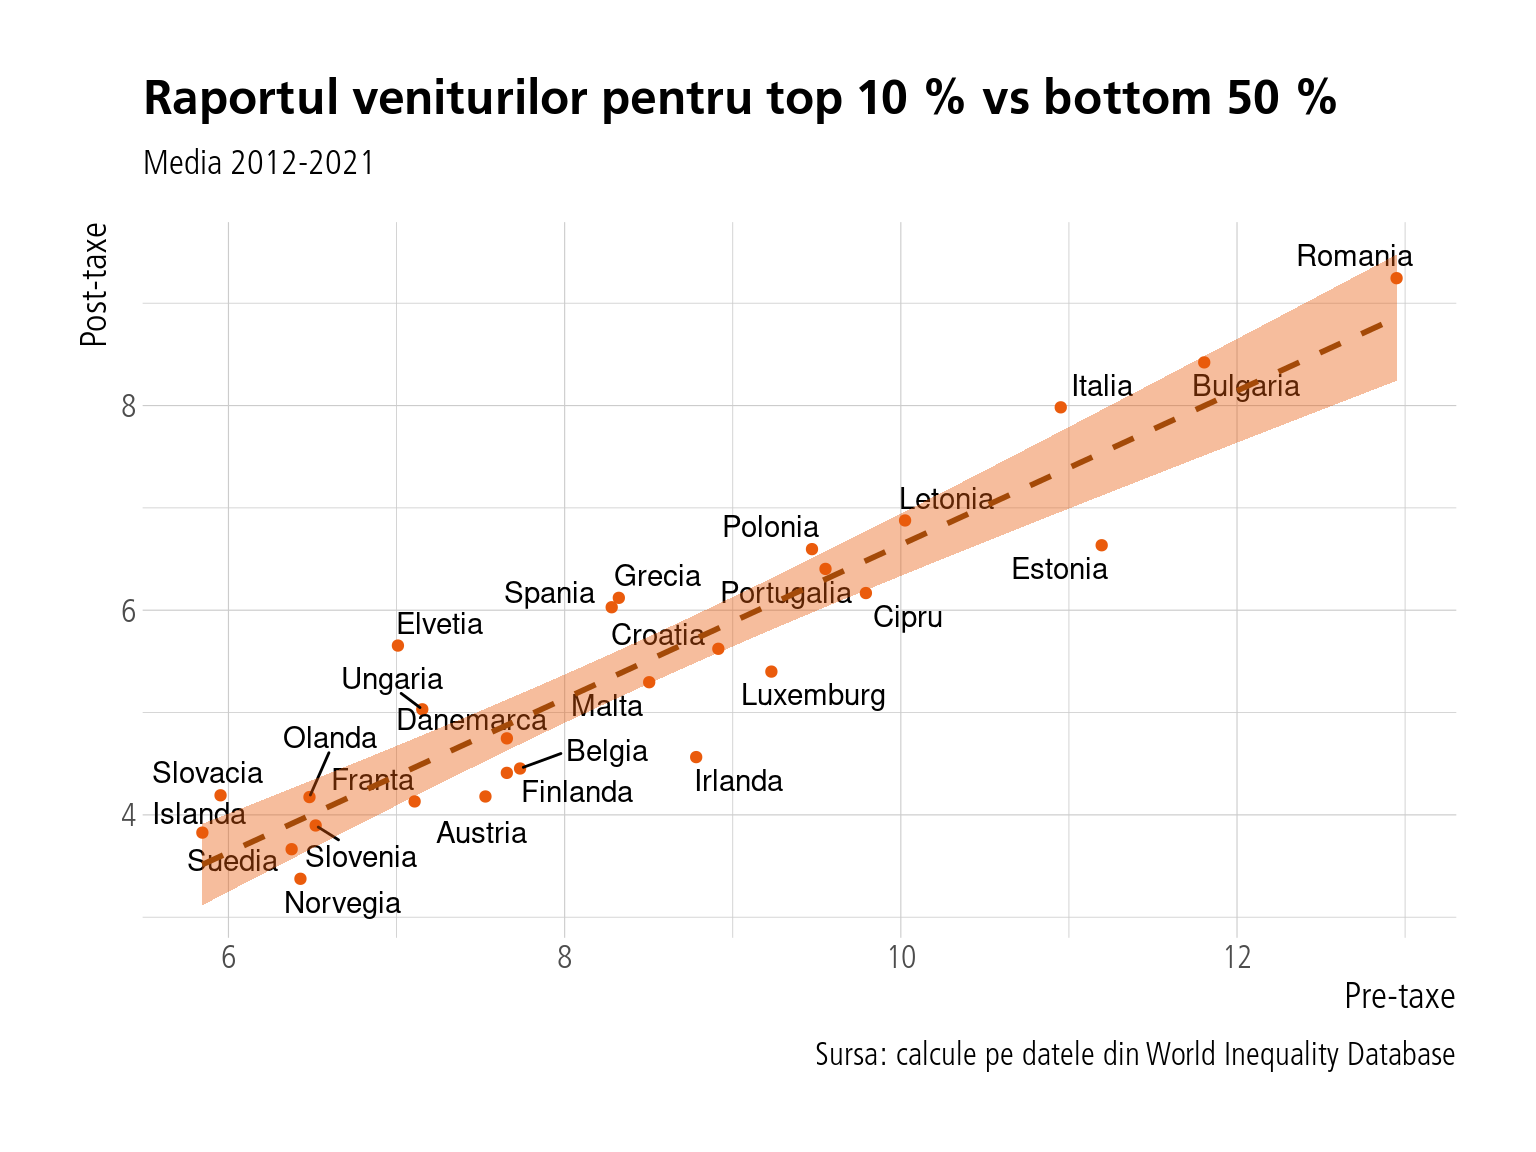 Raportul veniturilor pentru top 10 % vs bottom 50 %
Media 2012-2021
Post-taxe
Romania
Italia
Bulgaria
8
Letonia
Polonia
Estonia
Grecia
Spania
Portugalia
6
Cipru
Elvetia
Croatia
Ungaria
Luxemburg
Malta
Danemarca
Olanda
Belgia
Slovacia
Franta
Irlanda
Finlanda
Islanda
4
Austria
Suedia
Slovenia
Norvegia
6
8
10
12
Pre-taxe
Sursa: calcule pe datele din World Inequality Database